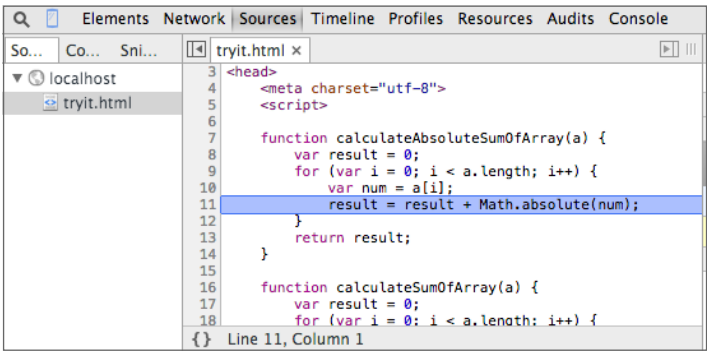 Elements Network Sources Timeline Profiles Resources Audits Console
So... Co... Sni... tryit.html ×
localhost
tryit.html
3 <head>
4 <meta charset="utf-8">
5 <script>
6
7 function calculateAbsoluteSumOfArray(a) {
8 var result = 0;
9 for (var i = 0; i < a.length; i++) {
10 var num = a[i];
11 result = result + Math.absolute(num);
12 }
13 return result;
14 }
15
16 function calculateSumOfArray(a) {
17 var result = 0;
18 for (var i = 0; i < a.length; i++) {
{} Line 11, Column 1